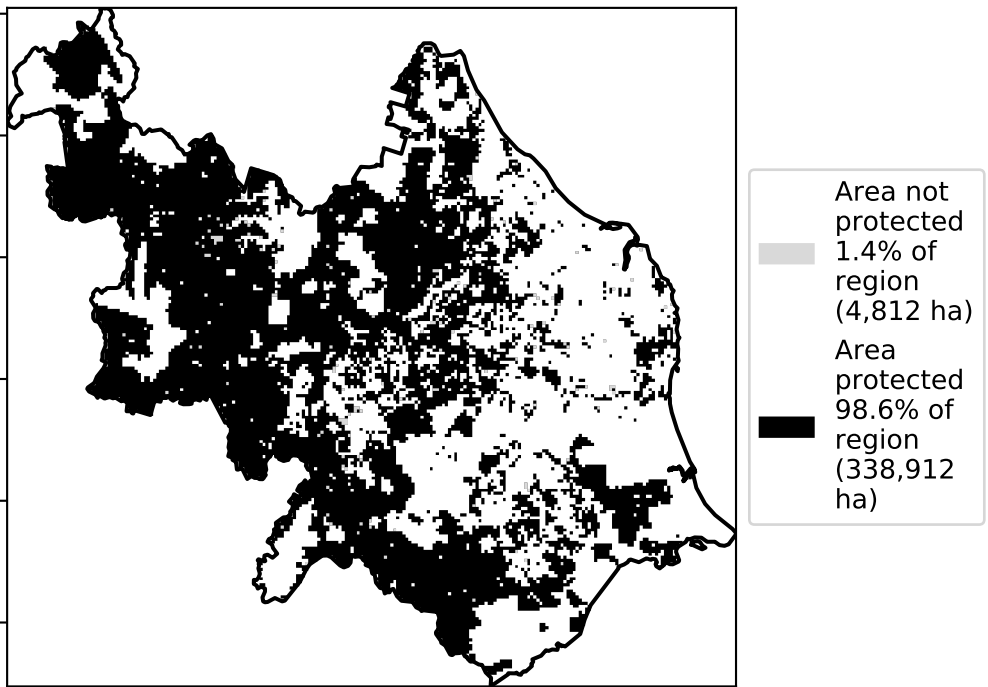 Area not
protected
1.4% of
region
(4,812 ha)
Area
protected
98.6% of
region
(338,912
ha)